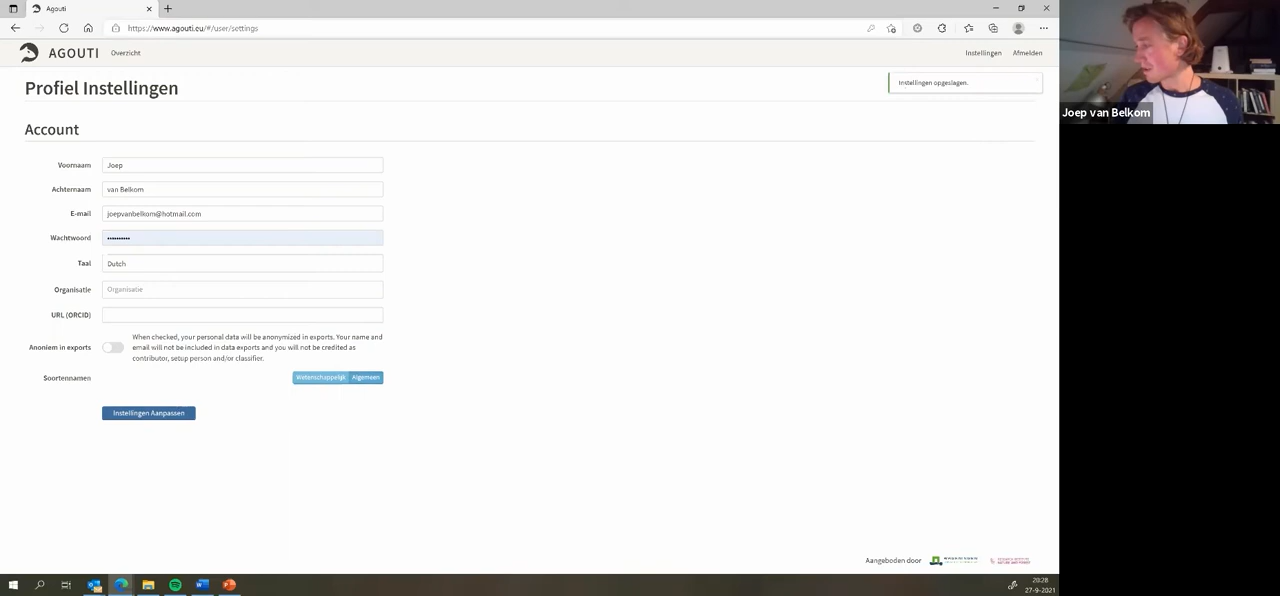 Agouti
https://www.agouti.eu/#/user/settings
AGOUTI
Overzicht
Instellingen
Afmelden
Profiel Instellingen
Instellingen opgeslagen.
Joep van Belkom
Account
Voornaam
Joep
Achternaam
van Belkom
E-mail
joepvanbelkom@hotmail.com
Wachtwoord
••••••••••
Taal
Dutch
Organisatie
Organisatie
URL (ORCID)
Anoniem in exports
When checked, your personal data will be anonymized in exports. Your name and
email will not be included in data exports and you will not be credited as
contributor, setup person and/or classifier.
Soortennamen
Wetenschappelijk
Algemeen
Instellingen Aanpassen
Aangeboden door
20:28
27-9-2021